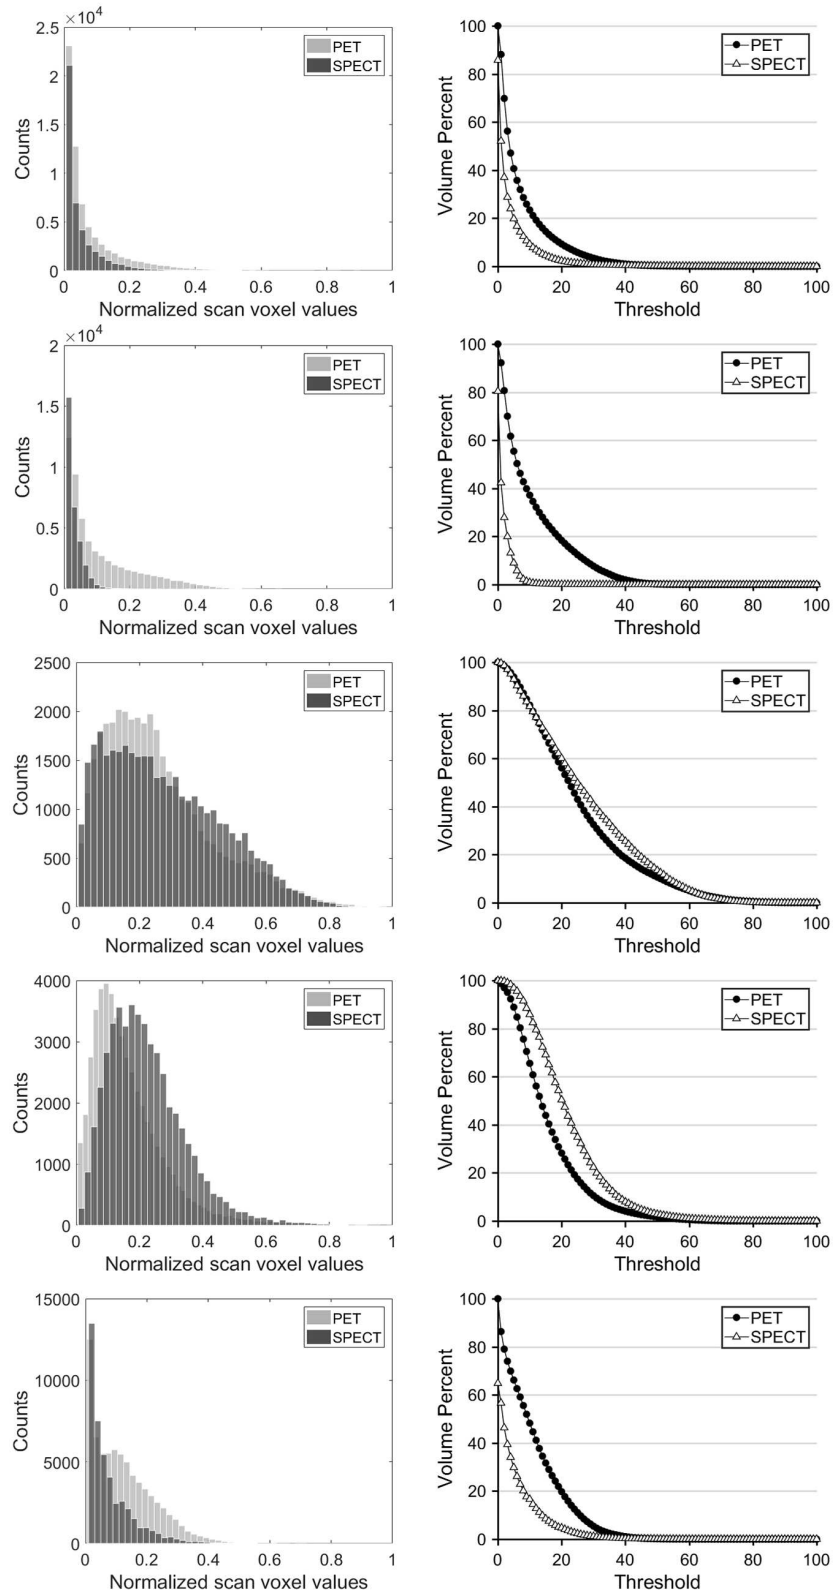 ×10^4
2.5
2
1.5
1
0.5
0
Counts
PET
SPECT
0 0.2 0.4 0.6 0.8 1
Normalized scan voxel values
100
80
60
40
20
0
Volume Percent
PET
SPECT
0 20 40 60 80 100
Threshold
×10^4
2
1.5
1
0.5
0
Counts
PET
SPECT
0 0.2 0.4 0.6 0.8 1
Normalized scan voxel values
100
80
60
40
20
0
Volume Percent
PET
SPECT
0 20 40 60 80 100
Threshold
2500
2000
1500
1000
500
0
Counts
PET
SPECT
0 0.2 0.4 0.6 0.8 1
Normalized scan voxel values
100
80
60
40
20
0
Volume Percent
PET
SPECT
0 20 40 60 80 100
Threshold
4000
3000
2000
1000
0
Counts
PET
SPECT
0 0.2 0.4 0.6 0.8 1
Normalized scan voxel values
100
80
60
40
20
0
Volume Percent
PET
SPECT
0 20 40 60 80 100
Threshold
15000
10000
5000
0
Counts
PET
SPECT
0 0.2 0.4 0.6 0.8 1
Normalized scan voxel values
100
80
60
40
20
0
Volume Percent
PET
SPECT
0 20 40 60 80 100
Threshold